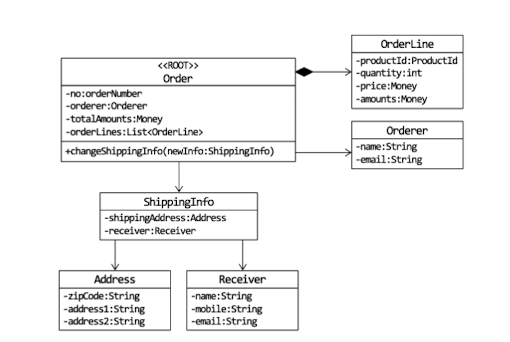 <<ROOT>>
Order
-no:orderNumber
-orderer:Orderer
-totalAmounts:Money
-orderLines:List<OrderLine>
+changeShippingInfo(newInfo:ShippingInfo)
OrderLine
-productId:ProductId
-quantity:int
-price:Money
-amounts:Money
Orderer
-name:String
-email:String
ShippingInfo
-shippingAddress:Address
-receiver:Receiver
Address
-zipCode:String
-address1:String
-address2:String
Receiver
-name:String
-mobile:String
-email:String